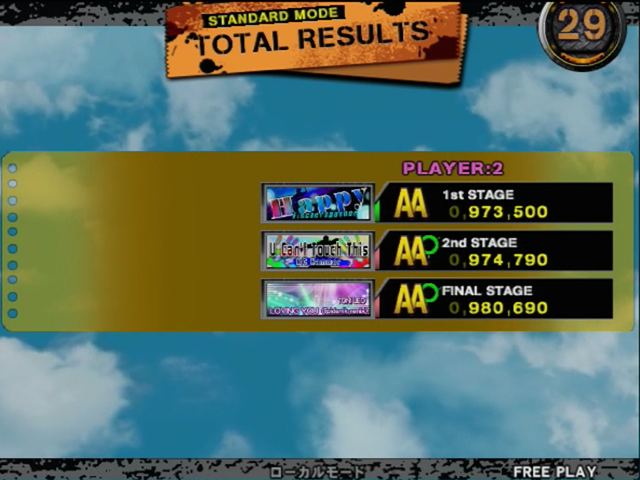 STANDARD MODE
TOTAL RESULTS
29
PLAYER:2
Happy
AA
1st STAGE
0,973,500
U Can't Touch This
AA
2nd STAGE
0,974,790
LOVING YOU
AA
FINAL STAGE
0,980,690
ローカルモード
FREE PLAY